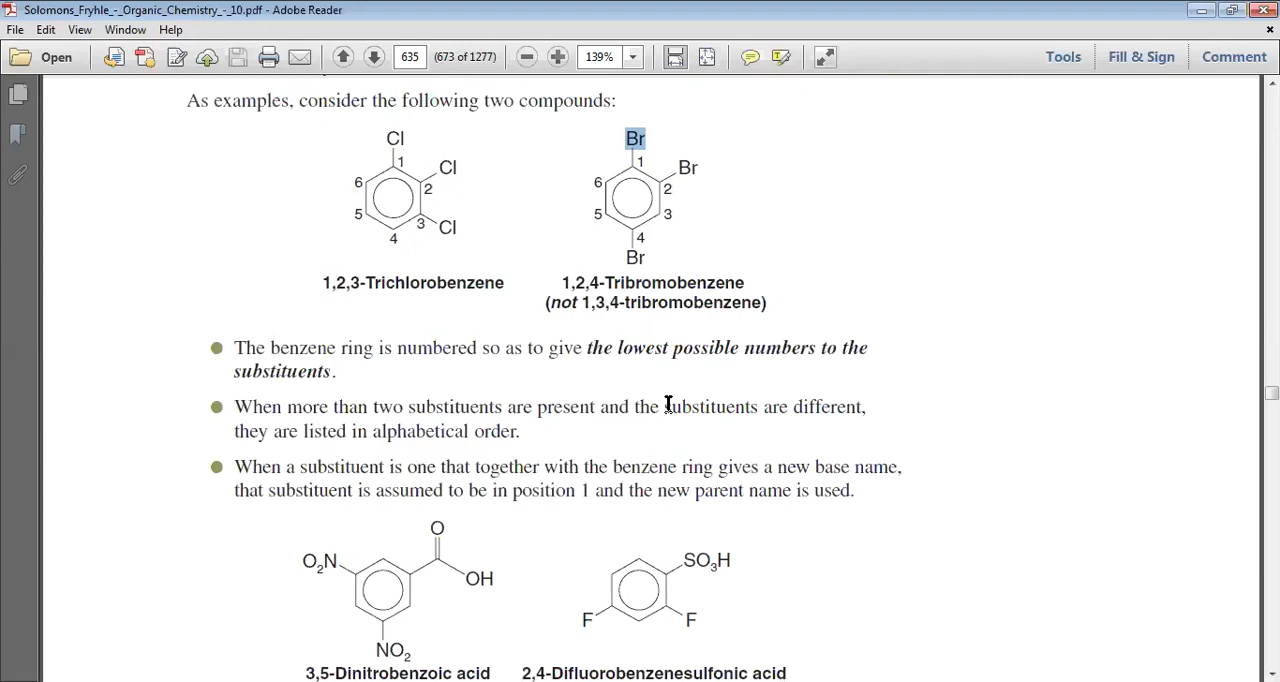 Solomons_Fryhle_-_Organic_Chemistry_-_10.pdf - Adobe Reader
File Edit View Window Help
Open 635 (673 of 1277) 139% Tools Fill & Sign Comment
As examples, consider the following two compounds:
Cl Br
1 Cl 1 Br
6 2 6 2
5 3 Cl 5 3
4 4
Br
1,2,3-Trichlorobenzene 1,2,4-Tribromobenzene
(not 1,3,4-tribromobenzene)
The benzene ring is numbered so as to give the lowest possible numbers to the
substituents.
When more than two substituents are present and the substituents are different,
they are listed in alphabetical order.
When a substituent is one that together with the benzene ring gives a new base name,
that substituent is assumed to be in position 1 and the new parent name is used.
O
O₂N SO₃H
OH
F F
NO₂
3,5-Dinitrobenzoic acid 2,4-Difluorobenzenesulfonic acid